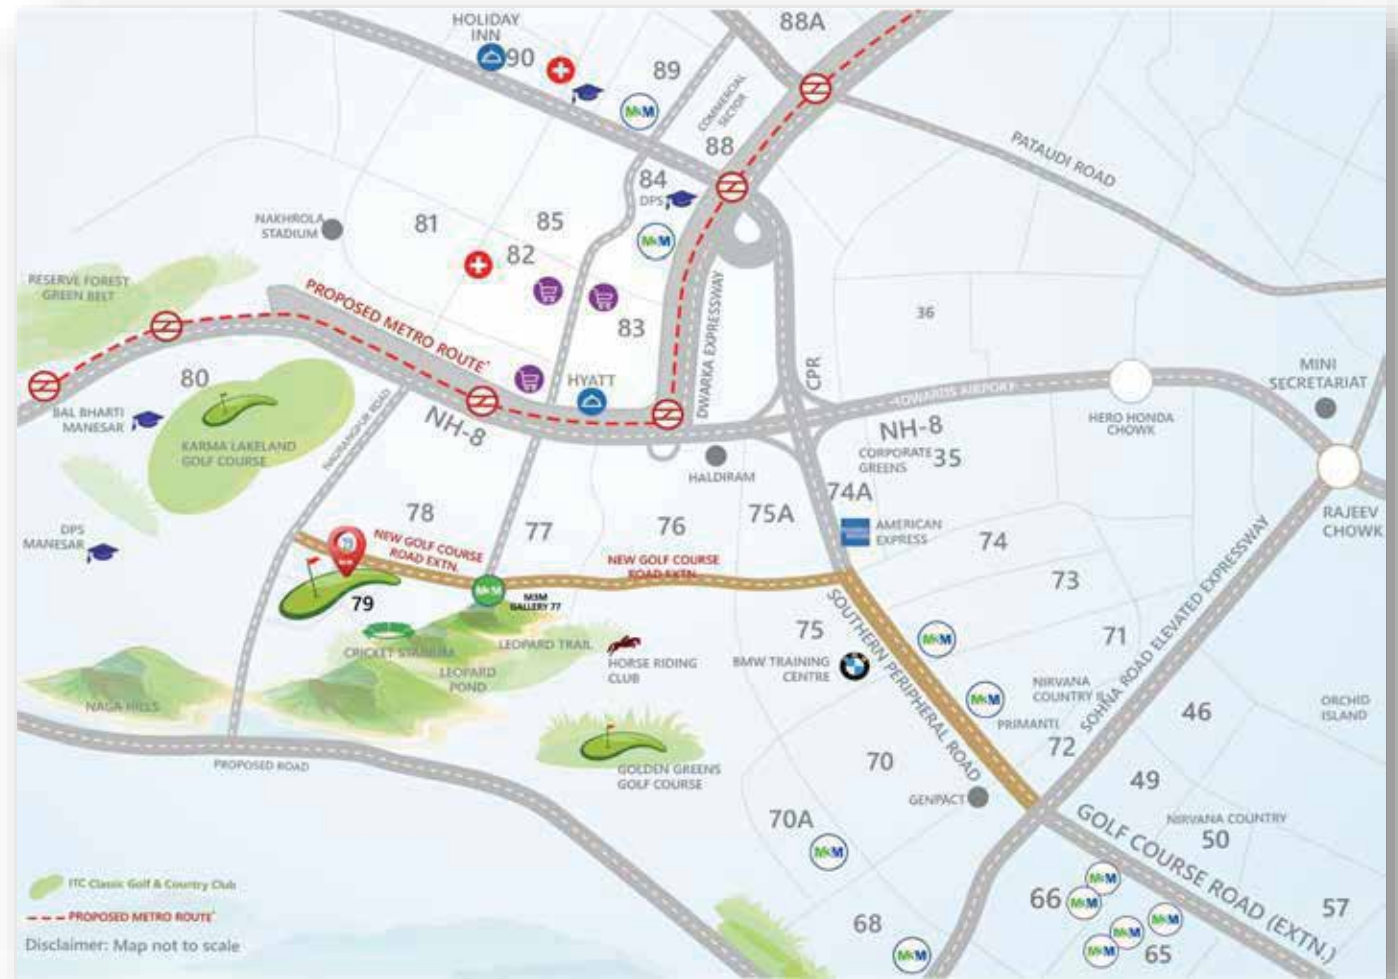 HOLIDAY
INN
90
89
88A
COMMERCIAL
SECTOR
88
PATAUDI ROAD
84
DPS
NAKHROLA
STADIUM
81
85
82
RESERVE FOREST
GREEN BEET
PROPOSED METRO ROUTE*
83
DWARKA EXPRESSWAY
36
CPR
MINI
SECRETARIAT
80
HYATT
TOWARDS AIRPORT
BAL BHARTI
MANESAR
KARMA LAKELAND
GOLF COURSE
NAURANGPUR ROAD
NH-8
NH-8
HERO HONDA
CHOWK
CORPORATE
GREENS
35
HALDIRAM
74A
78
77
76
75A
AMERICAN
EXPRESS
74
RAJEEV
CHOWK
DPS
MANESAR
NEW GOLF COURSE
ROAD EXTN.
NEW GOLF COURSE
ROAD EXTN.
73
79
M3M
M3M
GALLERY 77
CRICKET STADIUM
LEOPARD TRAIL
LEOPARD
POND
HORSE RIDING
CLUB
75
BMW TRAINING
CENTRE
SOUTHERN PERIPHERAL ROAD
71
SOHNA ROAD ELEVATED EXPRESSWAY
NIRVANA
COUNTRY II
PRIMANTI
72
46
ORCHID
ISLAND
NAGA HILLS
PROPOSED ROAD
GOLDEN GREENS
GOLF COURSE
70
GENPACT
49
NIRVANA COUNTRY
50
70A
GOLF COURSE ROAD (EXTN.)
66
57
68
65
ITC Classic Golf & Country Club
PROPOSED METRO ROUTE*
Disclaimer: Map not to scale